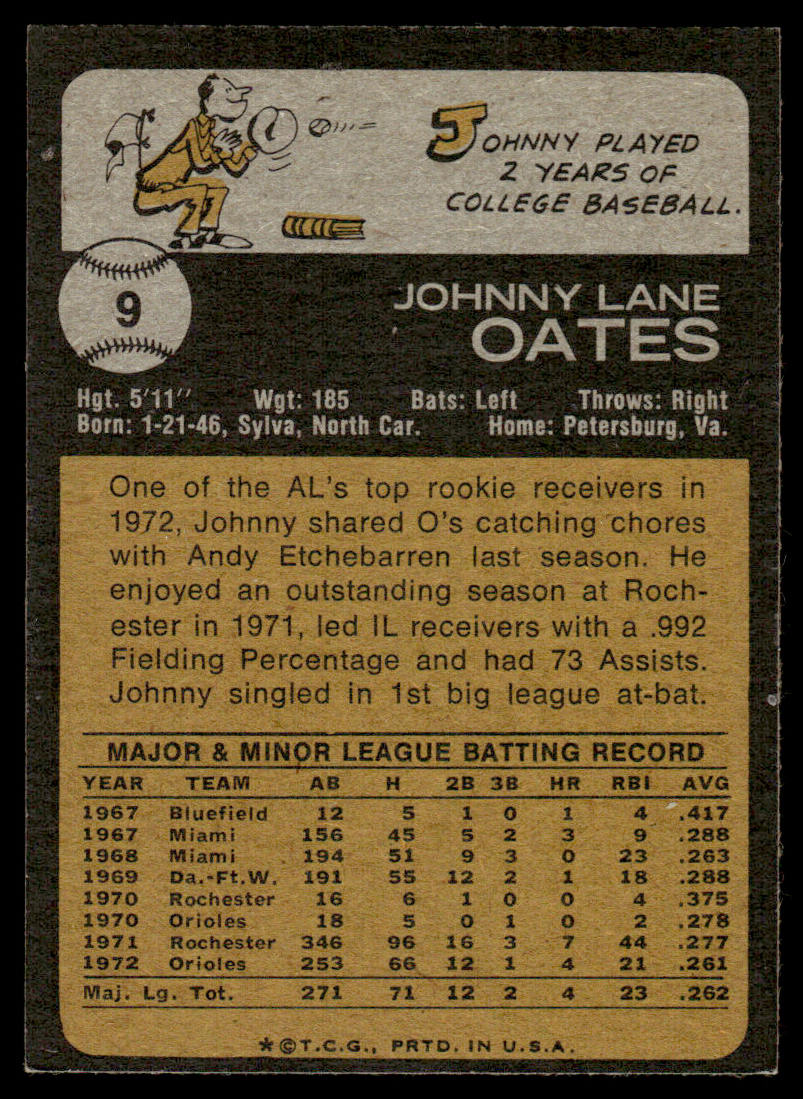 JOHNNY PLAYED
2 YEARS OF
COLLEGE BASEBALL.
9
JOHNNY LANE
OATES
Hgt. 5'11" Wgt: 185 Bats: Left Throws: Right
Born: 1-21-46, Sylva, North Car. Home: Petersburg, Va.
One of the AL's top rookie receivers in
1972, Johnny shared O's catching chores
with Andy Etchebarren last season. He
enjoyed an outstanding season at Roch-
ester in 1971, led IL receivers with a .992
Fielding Percentage and had 73 Assists.
Johnny singled in 1st big league at-bat.
MAJOR & MINOR LEAGUE BATTING RECORD
YEAR TEAM AB H 2B 3B HR RBI AVG
1967 Bluefield 12 5 1 0 1 4 .417
1967 Miami 156 45 5 2 3 9 .288
1968 Miami 194 51 9 3 0 23 .263
1969 Da.-Ft.W. 191 55 12 2 1 18 .288
1970 Rochester 16 6 1 0 0 4 .375
1970 Orioles 18 5 0 1 0 2 .278
1971 Rochester 346 96 16 3 7 44 .277
1972 Orioles 253 66 12 1 4 21 .261
Maj. Lg. Tot. 271 71 12 2 4 23 .262
*©T.C.G., PRTD. IN U.S.A.